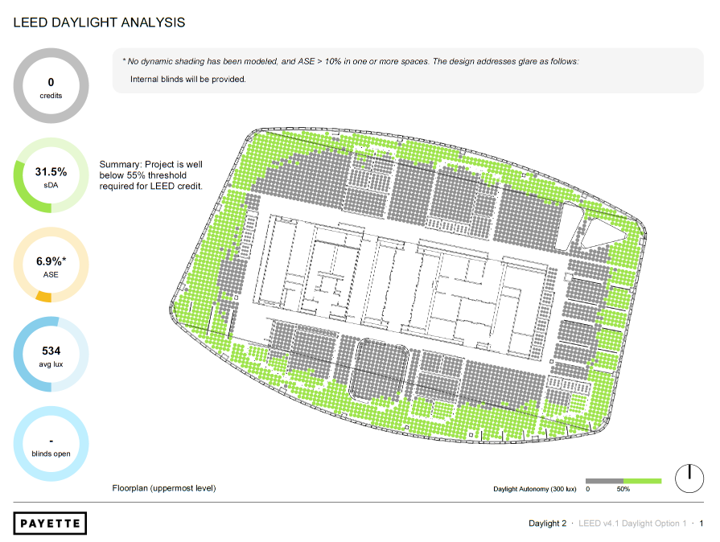 LEED DAYLIGHT ANALYSIS
0
credits
* No dynamic shading has been modeled, and ASE > 10% in one or more spaces. The design addresses glare as follows:
Internal blinds will be provided.
31.5%
sDA
Summary: Project is well
below 55% threshold
required for LEED credit.
6.9%*
ASE
534
avg lux
-
blinds open
Floorplan (uppermost level)
Daylight Autonomy (300 lux)
0
50%
PAYETTE
Daylight 2 · LEED v4.1 Daylight Option 1 · 1